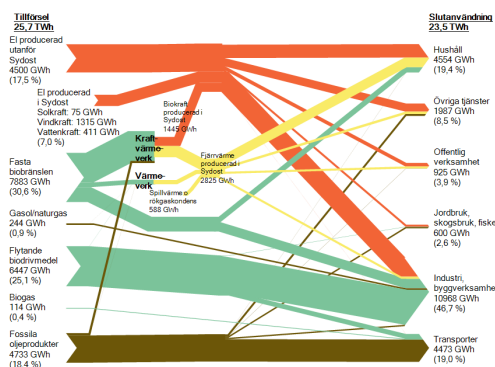 Tillförsel
25,7 TWh
El producerad
utanför
Sydost
4500 GWh
(17,5 %)
El producerad
i Sydost
Solkraft: 75 GWh
Vindkraft: 1315 GWh
Vattenkraft: 411 GWh
(7,0 %)
Fasta
biobränslen
7883 GWh
(30,6 %)
Gasol/naturgas
244 GWh
(0,9 %)
Flytande
biodrivmedel
6447 GWh
(25,1 %)
Biogas
114 GWh
(0,4 %)
Fossila
oljeprodukter
4733 GWh
(18,4 %)
Biokraft
producerad i
Sydost
1445 GWh
Kraft-
värme-
verk
Värme-
verk
Fjärrvärme
producerad i
Sydost
2825 GWh
Spillvärme o
rökgaskondens
588 GWh
Slutanvändning
23,5 TWh
Hushåll
4554 GWh
(19,4 %)
Övriga tjänster
1987 GWh
(8,5 %)
Offentlig
verksamhet
925 GWh
(3,9 %)
Jordbruk,
skogsbruk, fiske
600 GWh
(2,6 %)
Industri,
byggverksamhe
10968 GWh
(46,7 %)
Transporter
4473 GWh
(19,0 %)